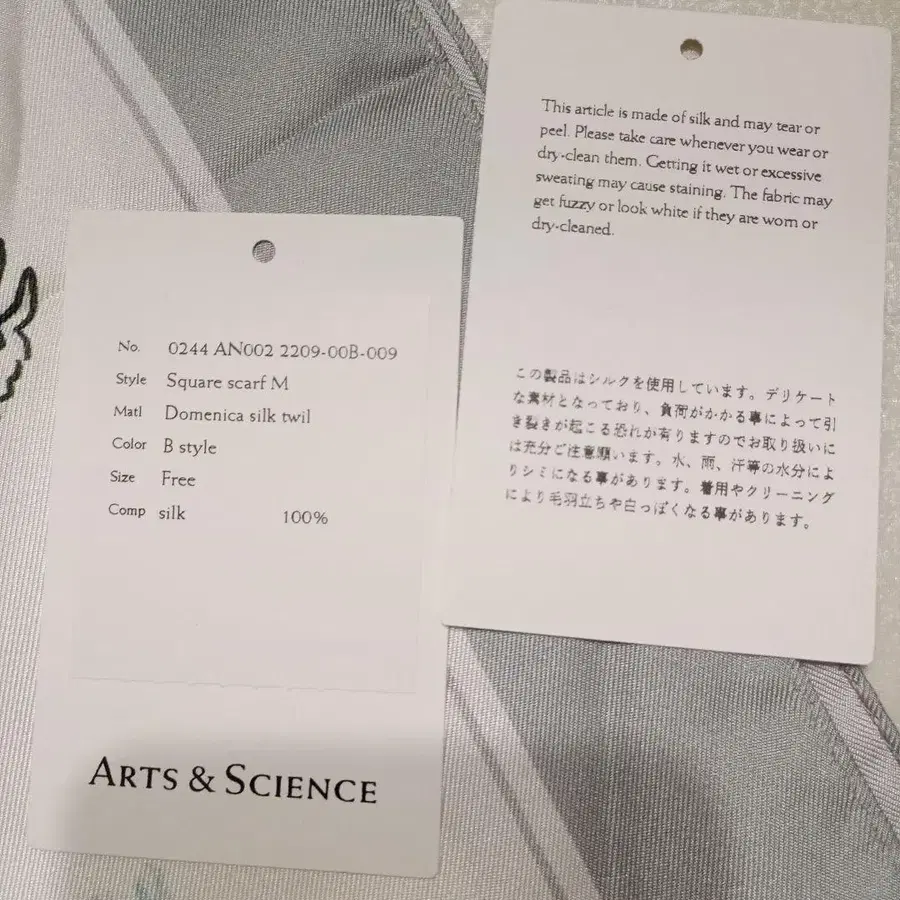 No. 0244 AN002 2209-00B-009
Style Square scarf M
Matl Domenica silk twil
Color B style
Size Free
Comp silk 100%
ARTS & SCIENCE
This article is made of silk and may tear or
peel. Please take care whenever you wear or
dry-clean them. Getting it wet or excessive
sweating may cause staining. The fabric may
get fuzzy or look white if they are worn or
dry-cleaned.
この製品はシルクを使用しています。デリケート
な素材となっており、負荷がかかる事によって引
き裂きが起こる恐れが有りますのでお取り扱いに
は充分ご注意願います。水、雨、汗等の水分によ
りシミになる事があります。着用やクリーニング
により毛羽立ちや白っぽくなる事があります。